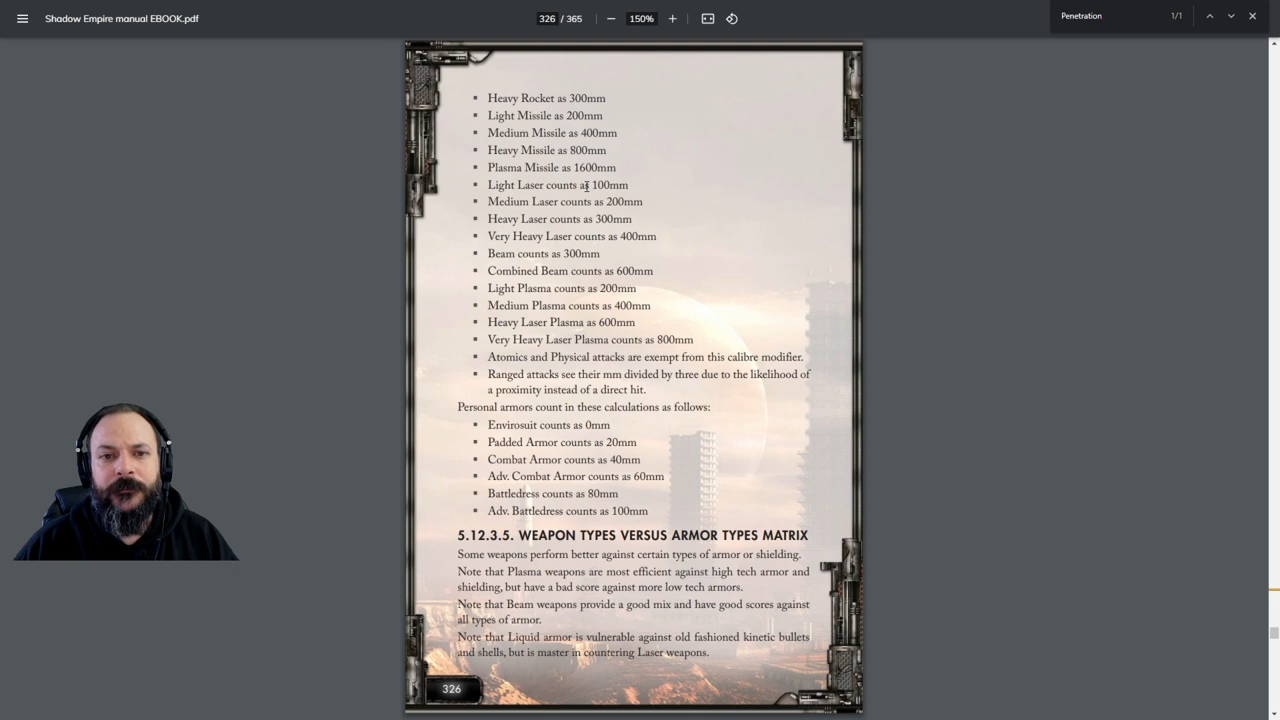 Shadow Empire manual EBOOK.pdf
326 / 365
150%
Penetration
1/1
Heavy Rocket as 300mm
Light Missile as 200mm
Medium Missile as 400mm
Heavy Missile as 800mm
Plasma Missile as 1600mm
Light Laser counts as 100mm
Medium Laser counts as 200mm
Heavy Laser counts as 300mm
Very Heavy Laser counts as 400mm
Beam counts as 300mm
Combined Beam counts as 600mm
Light Plasma counts as 200mm
Medium Plasma counts as 400mm
Heavy Laser Plasma as 600mm
Very Heavy Laser Plasma counts as 800mm
Atomics and Physical attacks are exempt from this calibre modifier.
Ranged attacks see their mm divided by three due to the likelihood of
a proximity instead of a direct hit.
Personal armors count in these calculations as follows:
Envirosuit counts as 0mm
Padded Armor counts as 20mm
Combat Armor counts as 40mm
Adv. Combat Armor counts as 60mm
Battledress counts as 80mm
Adv. Battledress counts as 100mm
5.12.3.5. WEAPON TYPES VERSUS ARMOR TYPES MATRIX
Some weapons perform better against certain types of armor or shielding.
Note that Plasma weapons are most efficient against high tech armor and
shielding, but have a bad score against more low tech armors.
Note that Beam weapons provide a good mix and have good scores against
all types of armor.
Note that Liquid armor is vulnerable against old fashioned kinetic bullets
and shells, but is master in countering Laser weapons.
326